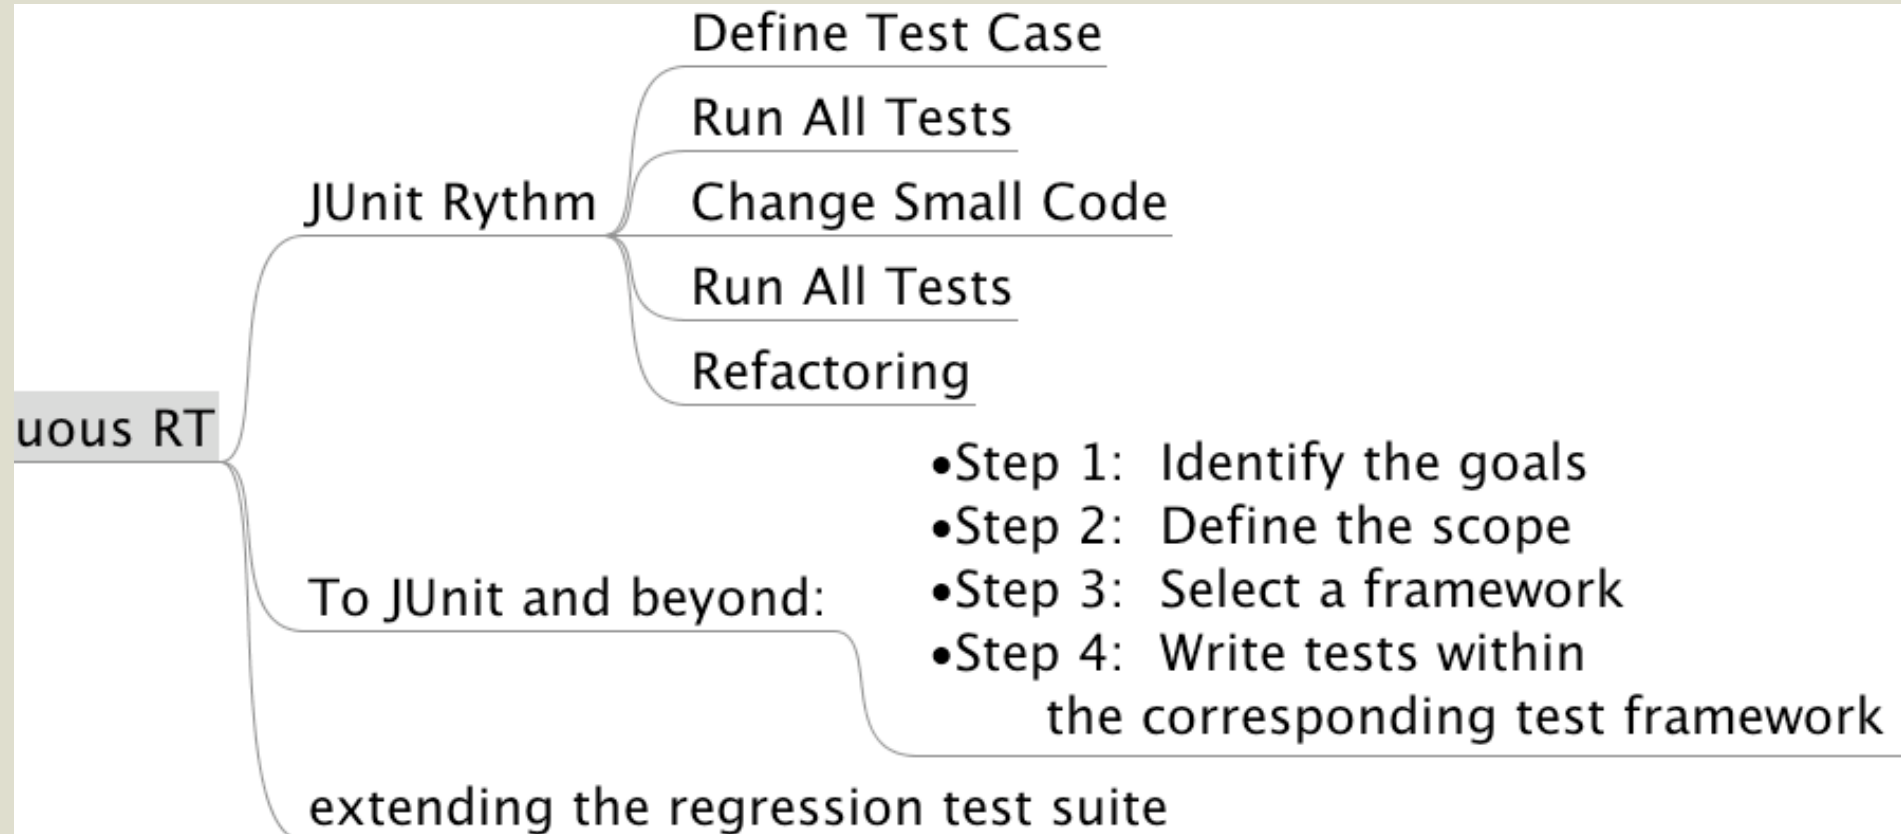 Define Test Case
Run All Tests
JUnit Rythm
Change Small Code
Run All Tests
Refactoring
uous RT
•Step 1: Identify the goals
•Step 2: Define the scope
•Step 3: Select a framework
To JUnit and beyond:
•Step 4: Write tests within
the corresponding test framework
extending the regression test suite